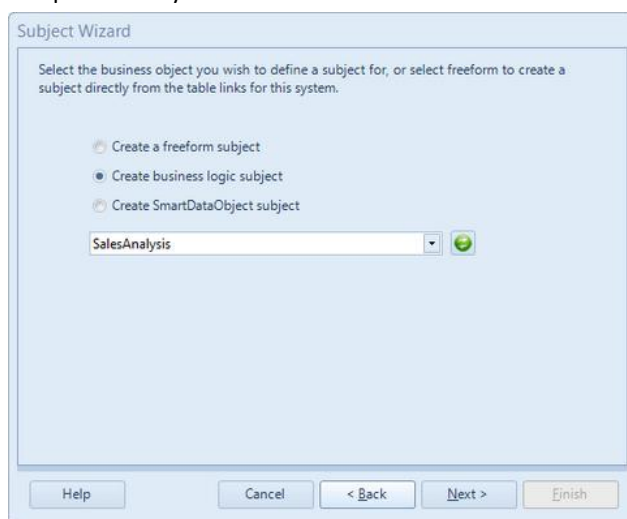 Subject Wizard
Select the business object you wish to define a subject for, or select freeform to create a
subject directly from the table links for this system.
Create a freeform subject
Create business logic subject
Create SmartDataObject subject
SalesAnalysis
Help Cancel < Back Next > Finish